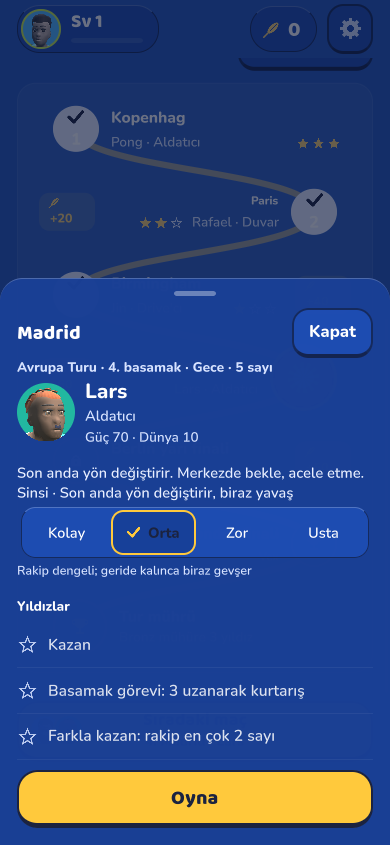 Sv 1
0
Kopenhag
1
Pong · Aldatıcı
Paris
2
+20
Rafael · Duvar
Madrid
Kapat
Avrupa Turu · 4. basamak · Gece · 5 sayı
Lars
Aldatıcı
Güç 70 · Dünya 10
Son anda yön değiştirir. Merkezde bekle, acele etme.
Sinsi · Son anda yön değiştirir, biraz yavaş
Kolay
Orta
Zor
Usta
Rakip dengeli; geride kalınca biraz gevşer
Yıldızlar
Kazan
Basamak görevi: 3 uzanarak kurtarış
Farkla kazan: rakip en çok 2 sayı
Oyna